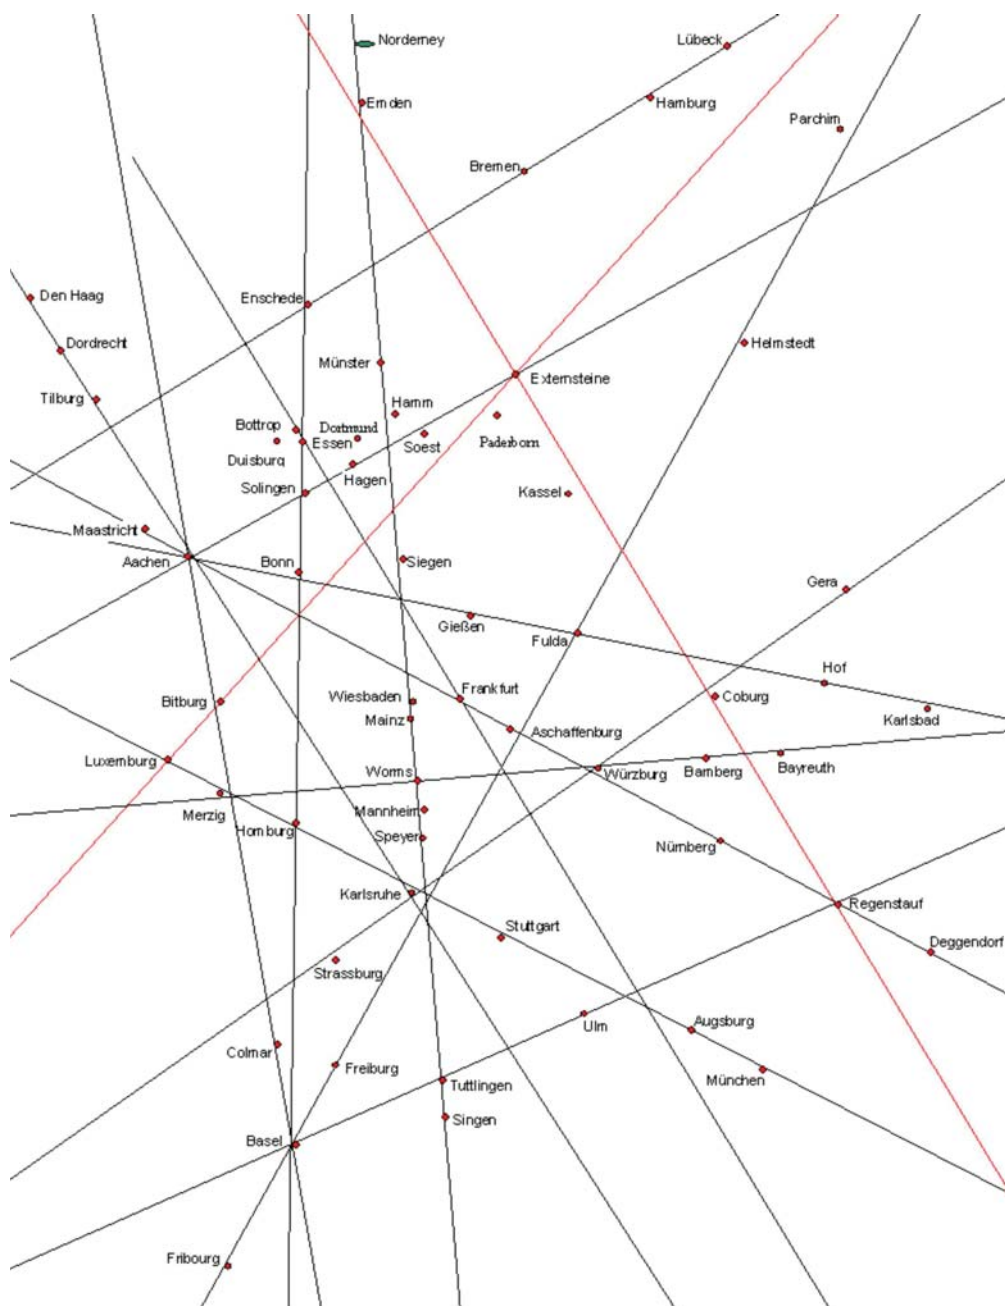 Norderney
Lübeck
Emden
Hamburg
Parchim
Bremen
Den Haag
Enschede
Dordrecht
Helmstedt
Münster
Externsteine
Tilburg
Hamm
Bottrop
Dortmund
Essen
Soest
Paderborn
Duisburg
Hagen
Solingen
Kassel
Maastricht
Aachen
Bonn
Siegen
Gera
Gießen
Fulda
Hof
Frankfurt
Bitburg
Wiesbaden
Coburg
Karlsbad
Mainz
Aschaffenburg
Luxemburg
Worms
Würzburg
Bamberg
Bayreuth
Merzig
Mannheim
Homburg
Speyer
Nürnberg
Karlsruhe
Regenstauf
Stuttgart
Deggendorf
Strassburg
Ulm
Augsburg
Colmar
Freiburg
München
Tuttlingen
Singen
Basel
Fribourg